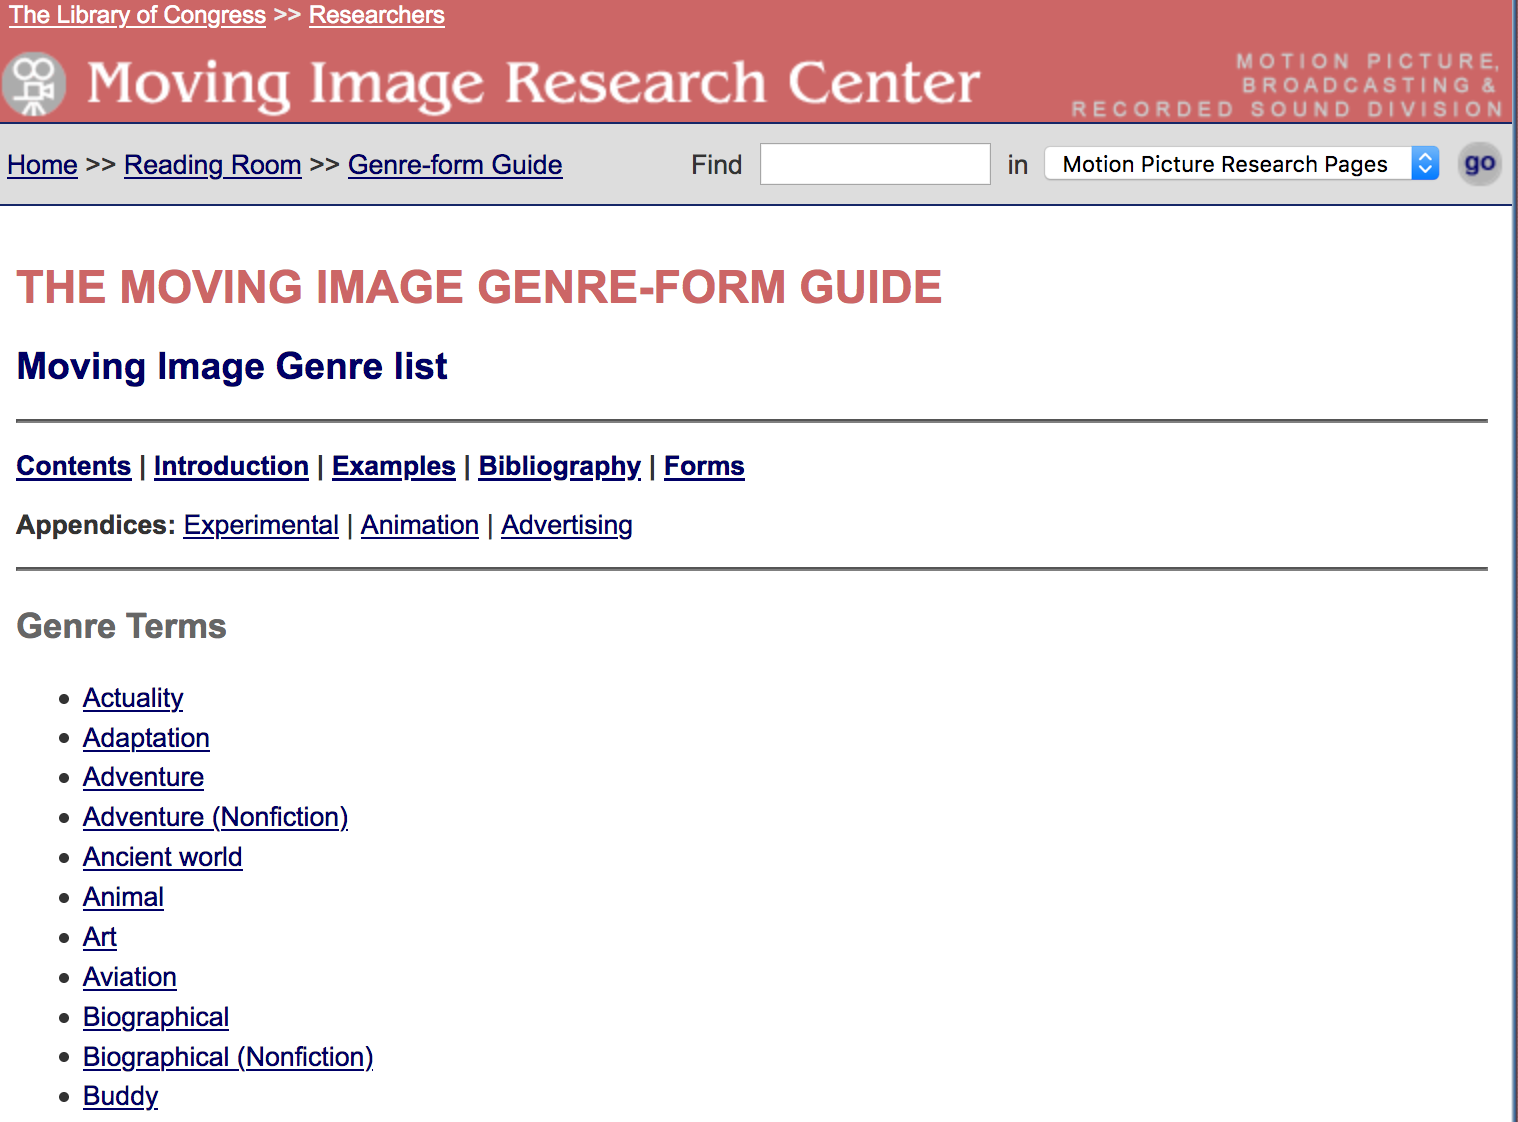 The Library of Congress >> Researchers
Moving Image Research Center
MOTION PICTURE,
BROADCASTING &
RECORDED SOUND DIVISION
Home >> Reading Room >> Genre-form Guide Find in Motion Picture Research Pages go
THE MOVING IMAGE GENRE-FORM GUIDE
Moving Image Genre list
Contents | Introduction | Examples | Bibliography | Forms
Appendices: Experimental | Animation | Advertising
Genre Terms
Actuality
Adaptation
Adventure
Adventure (Nonfiction)
Ancient world
Animal
Art
Aviation
Biographical
Biographical (Nonfiction)
Buddy